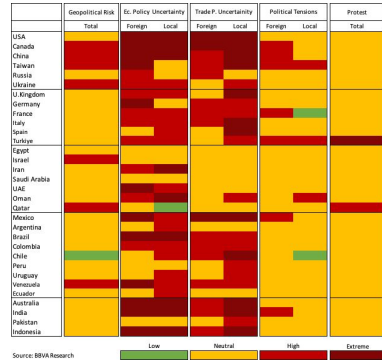 Geopolitical Risk Ec. Policy Uncertainty Trade P. Uncertainty Political Tensions Protest
Total Foreign Local Foreign Local Foreign Local Total
USA
Canada
China
Taiwan
Russia
Ukraine
U.Kingdom
Germany
France
Italy
Spain
Turkiye
Egypt
Israel
Iran
Saudi Arabia
UAE
Oman
Qatar
Mexico
Argentina
Brazil
Colombia
Chile
Peru
Uruguay
Venezuela
Ecuador
Australia
India
Pakistan
Indonesia
Low Neutral High Extreme
Source: BBVA Research